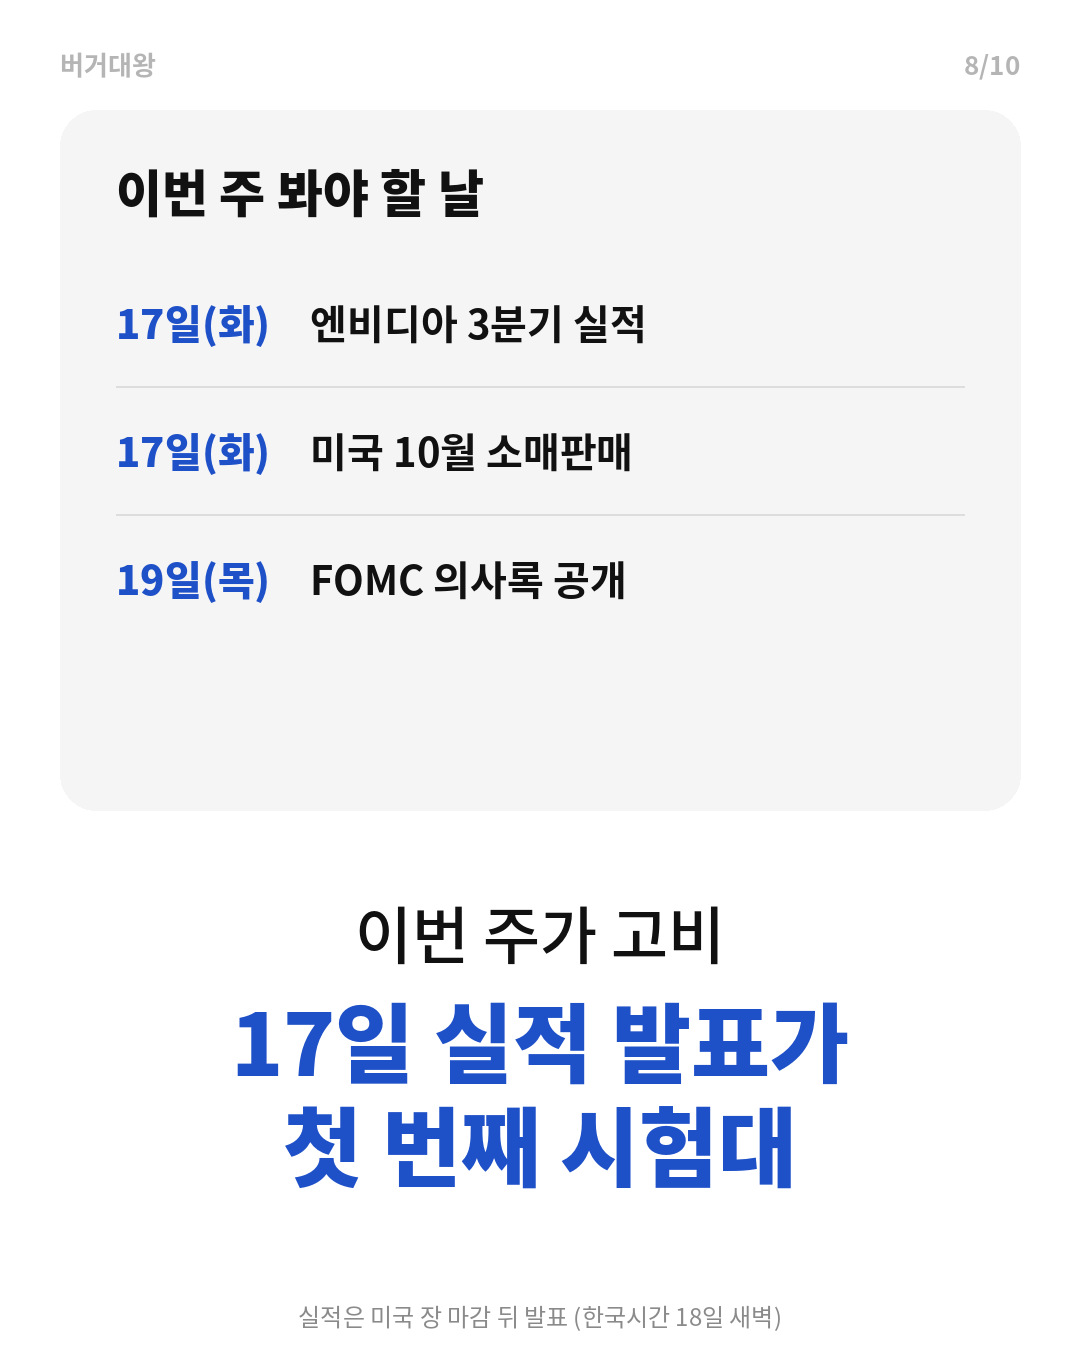 버거대왕
8/10
이번 주 봐야 할 날
17일(화) 엔비디아 3분기 실적
17일(화) 미국 10월 소매판매
19일(목) FOMC 의사록 공개
이번 주가 고비
17일 실적 발표가
첫 번째 시험대
실적은 미국 장 마감 뒤 발표 (한국시간 18일 새벽)